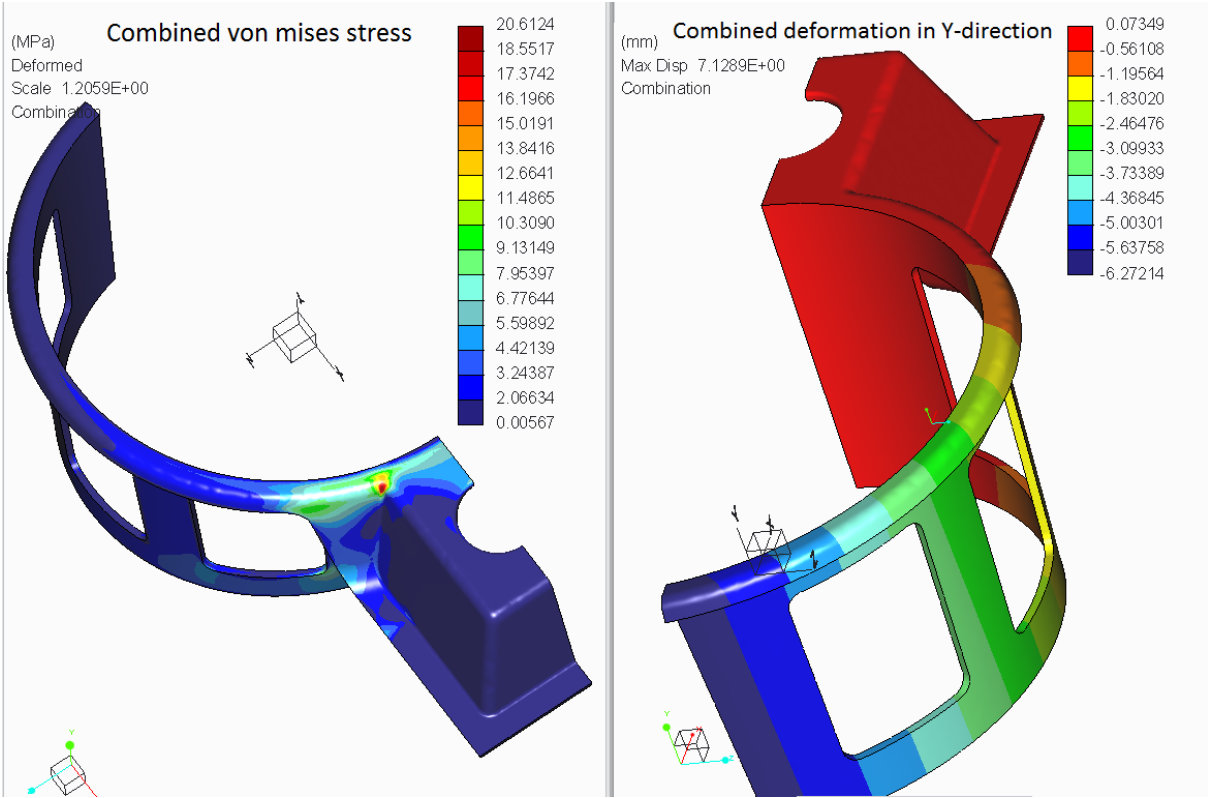 Combined von mises stress
(MPa)
Deformed
Scale 1.2059E+00
Combination
20.6124
18.5517
17.3742
16.1966
15.0191
13.8416
12.6641
11.4865
10.3090
9.13149
7.95397
6.77644
5.59892
4.42139
3.24387
2.06634
0.00567
Y
Combined deformation in Y-direction
(mm)
Max Disp 7.1289E+00
Combination
0.07349
-0.56108
-1.19564
-1.83020
-2.46476
-3.09933
-3.73389
-4.36845
-5.00301
-5.63758
-6.27214
Y
Y